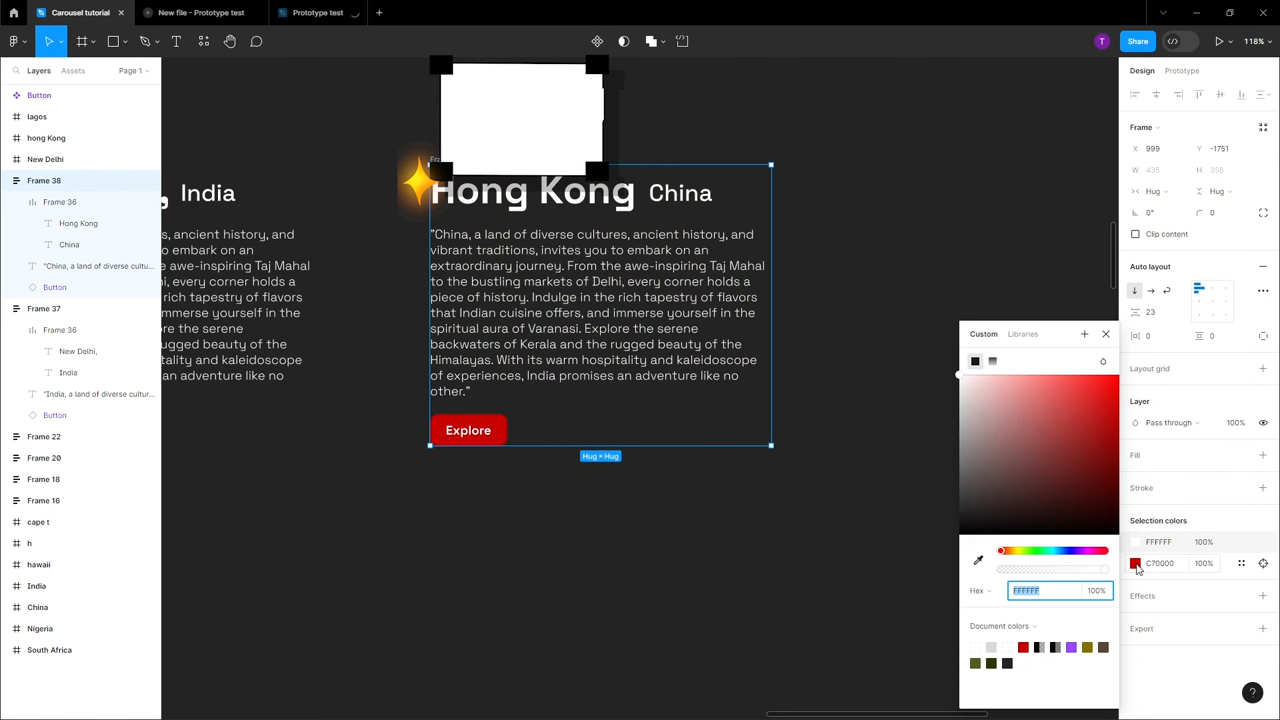 Carousel tutorial
New file - Prototype test
Prototype test
T
Share
118%
Layers
Assets
Page 1
Button
lagos
hong Kong
New Delhi
Frame 38
Frame 36
Hong Kong
China
"China, a land of diverse cultu...
Button
Frame 37
Frame 36
New Delhi,
India
"India, a land of diverse cultur...
Button
Frame 22
Frame 20
Frame 18
Frame 16
cape t
h
hawaii
India
China
Nigeria
South Africa
, India
s, ancient history, and
to embark on an
e awe-inspiring Taj Mahal
of Delhi, every corner holds a
rich tapestry of flavors
immerse yourself in the
ore the serene
ugged beauty of the
itality and kaleidoscope
an adventure like no
Hong Kong China
"China, a land of diverse cultures, ancient history, and
vibrant traditions, invites you to embark on an
extraordinary journey. From the awe-inspiring Taj Mahal
to the bustling markets of Delhi, every corner holds a
piece of history. Indulge in the rich tapestry of flavors
that Indian cuisine offers, and immerse yourself in the
spiritual aura of Varanasi. Explore the serene
backwaters of Kerala and the rugged beauty of the
Himalayas. With its warm hospitality and kaleidoscope
of experiences, India promises an adventure like no
other."
Explore
Hug × Hug
Custom
Libraries
Hex
FFFFFF
100%
Document colors
Design
Prototype
Frame
X 999
Y -1751
W 435
H 358
Hug
Hug
0°
0
Clip content
Auto layout
23
0
0
Layout grid
Layer
Pass through
100%
Fill
Stroke
Selection colors
FFFFFF 100%
C70000 100%
Effects
Export
?